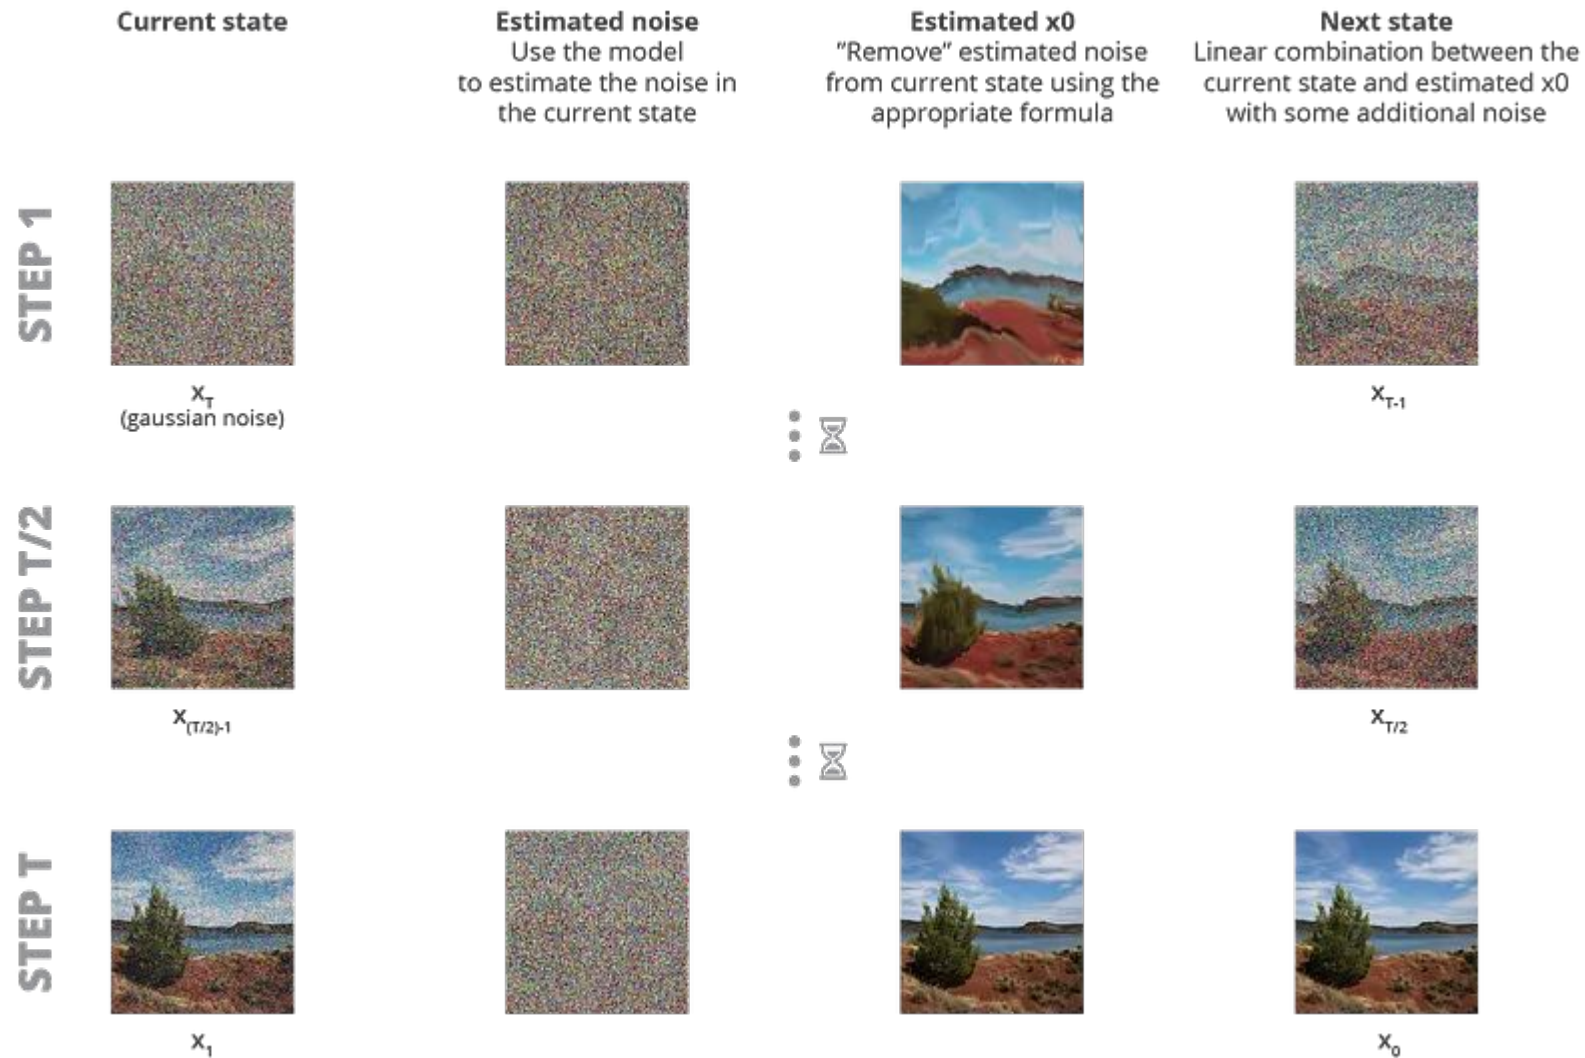 Current state
Estimated noise
Use the model
to estimate the noise in
the current state
Estimated x0
"Remove" estimated noise
from current state using the
appropriate formula
Next state
Linear combination between the
current state and estimated x0
with some additional noise
STEP 1
X_T
(gaussian noise)
X_T-1
STEP T/2
X_(T/2)-1
X_T/2
STEP T
X_1
X_0